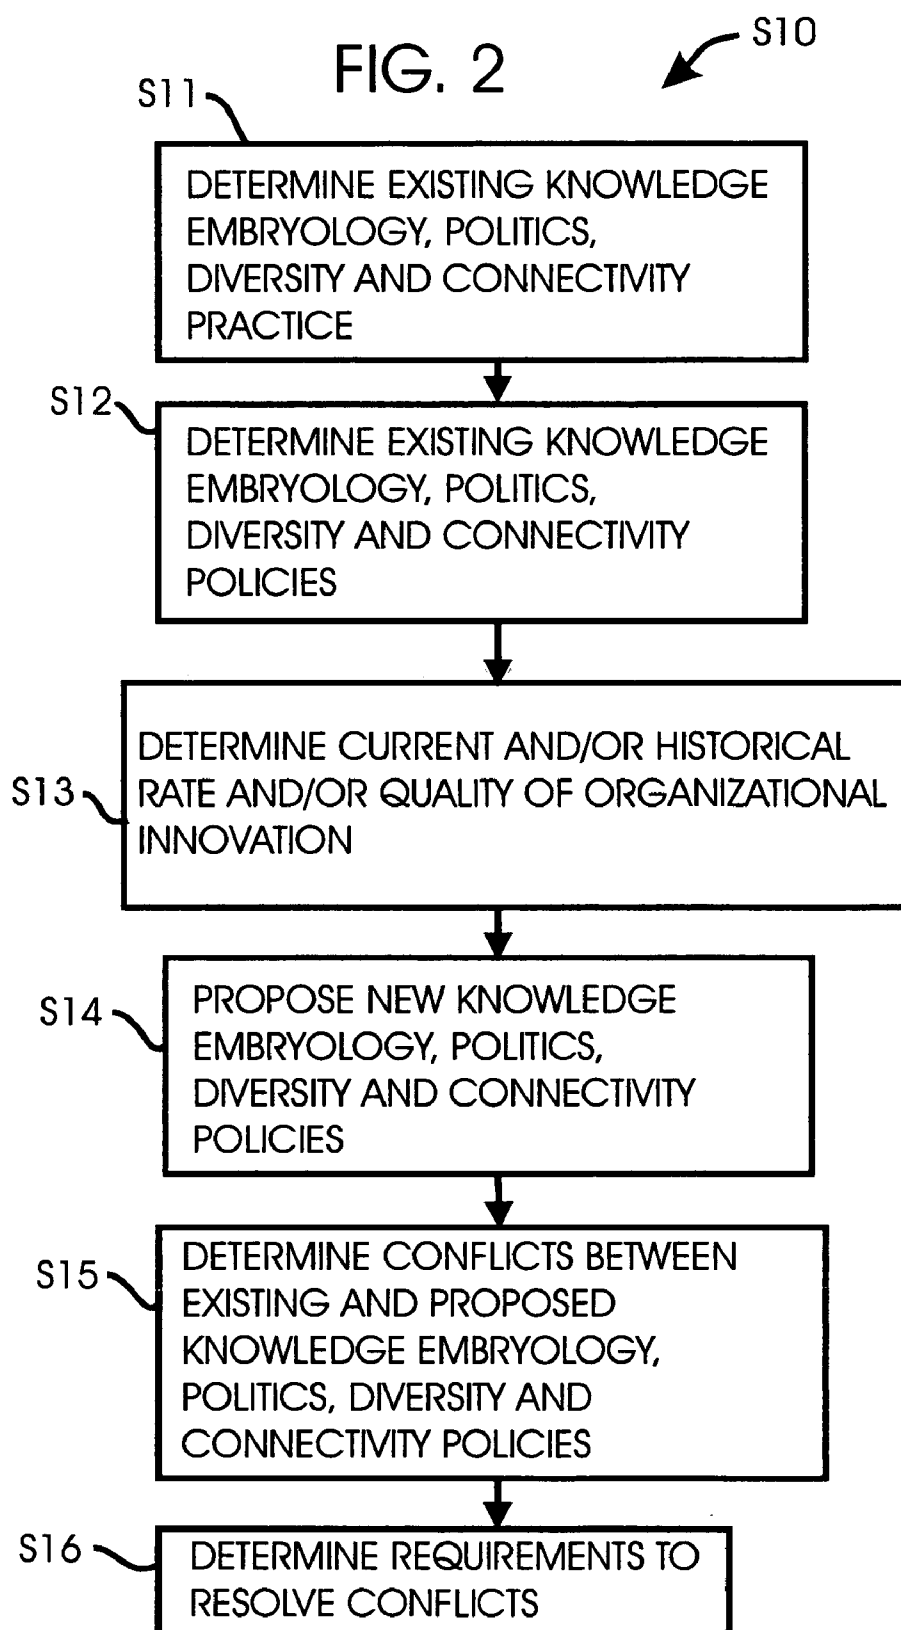 S10
FIG. 2
S11
DETERMINE EXISTING KNOWLEDGE
EMBRYOLOGY, POLITICS,
DIVERSITY AND CONNECTIVITY
PRACTICE
S12
DETERMINE EXISTING KNOWLEDGE
EMBRYOLOGY, POLITICS,
DIVERSITY AND CONNECTIVITY
POLICIES
S13
DETERMINE CURRENT AND/OR HISTORICAL
RATE AND/OR QUALITY OF ORGANIZATIONAL
INNOVATION
S14
PROPOSE NEW KNOWLEDGE
EMBRYOLOGY, POLITICS,
DIVERSITY AND CONNECTIVITY
POLICIES
S15
DETERMINE CONFLICTS BETWEEN
EXISTING AND PROPOSED
KNOWLEDGE EMBRYOLOGY,
POLITICS, DIVERSITY AND
CONNECTIVITY POLICIES
S16
DETERMINE REQUIREMENTS TO
RESOLVE CONFLICTS